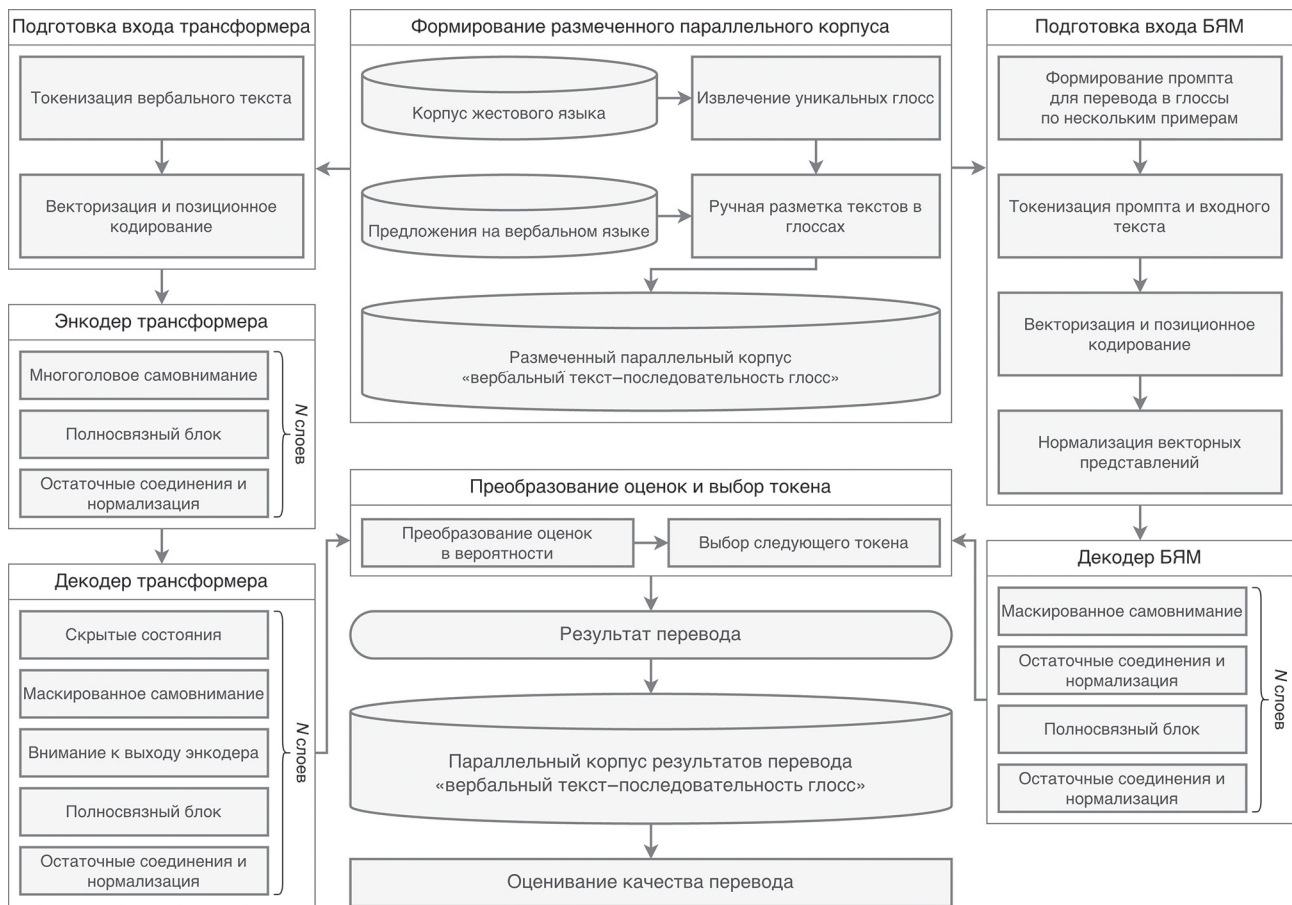 Подготовка входа трансформера
Токенизация вербального текста
Векторизация и позиционное
кодирование
Энкодер трансформера
Многоголовое самовнимание
Полносвязный блок
Остаточные соединения и
нормализация
N слоев
Декодер трансформера
Скрытые состояния
Маскированное самовнимание
Внимание к выходу энкодера
Полносвязный блок
Остаточные соединения и
нормализация
N слоев
Формирование размеченного параллельного корпуса
Корпус жестового языка
Извлечение уникальных глосс
Предложения на вербальном языке
Ручная разметка текстов в
глоссах
Размеченный параллельный корпус
«вербальный текст–последовательность глосс»
Преобразование оценок и выбор токена
Преобразование оценок
в вероятности
Выбор следующего токена
Результат перевода
Параллельный корпус результатов перевода
«вербальный текст–последовательность глосс»
Оценивание качества перевода
Подготовка входа БЯМ
Формирование промпта
для перевода в глоссы
по нескольким примерам
Токенизация промпта и входного
текста
Векторизация и позиционное
кодирование
Нормализация векторных
представлений
Декодер БЯМ
Маскированное самовнимание
Остаточные соединения и
нормализация
Полносвязный блок
Остаточные соединения и
нормализация
N слоев